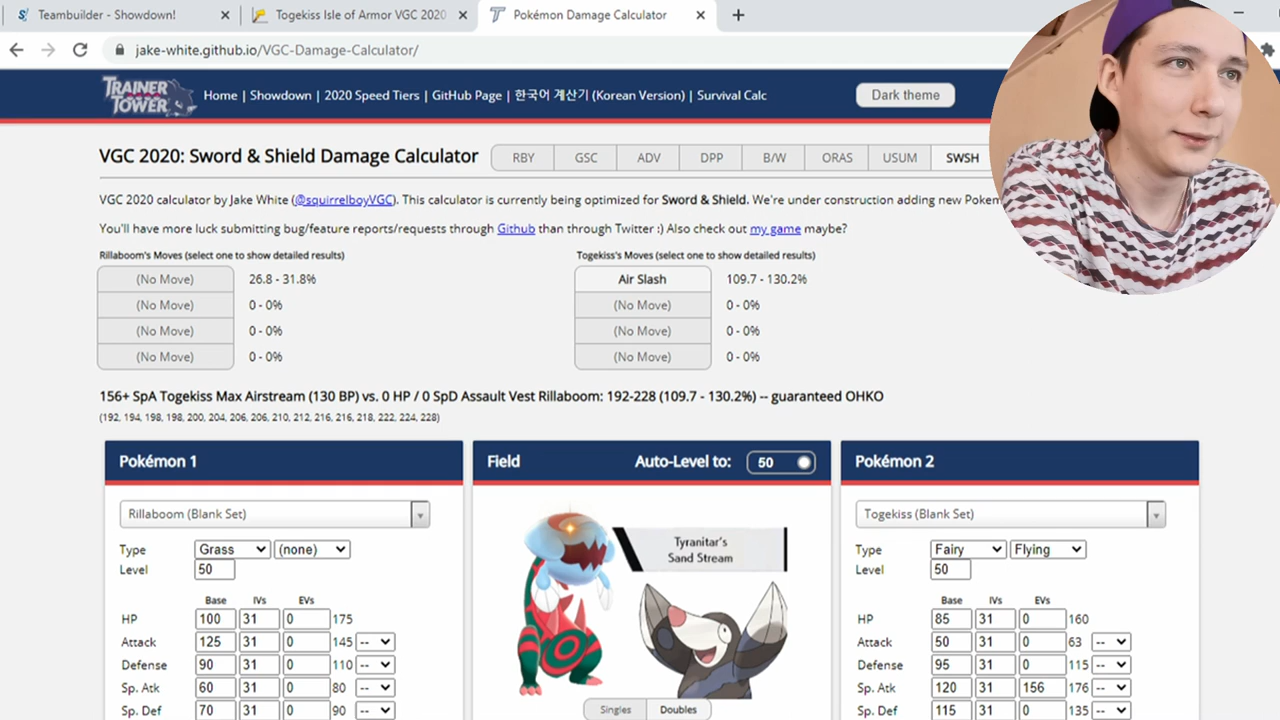 Teambuilder - Showdown!
Togekiss Isle of Armor VGC 2020
Pokémon Damage Calculator
jake-white.github.io/VGC-Damage-Calculator/
TRAINER TOWER
Home | Showdown | 2020 Speed Tiers | GitHub Page | 한국어 계산기 (Korean Version) | Survival Calc
Dark theme
VGC 2020: Sword & Shield Damage Calculator
RBY GSC ADV DPP B/W ORAS USUM SWSH
VGC 2020 calculator by Jake White (@squirrelboyVGC). This calculator is currently being optimized for Sword & Shield. We're under construction adding new Pokem
You'll have more luck submitting bug/feature reports/requests through Github than through Twitter :) Also check out my game maybe?
Rillaboom's Moves (select one to show detailed results)
(No Move) 26.8 - 31.8%
(No Move) 0 - 0%
(No Move) 0 - 0%
(No Move) 0 - 0%
Togekiss's Moves (select one to show detailed results)
Air Slash 109.7 - 130.2%
(No Move) 0 - 0%
(No Move) 0 - 0%
(No Move) 0 - 0%
156+ SpA Togekiss Max Airstream (130 BP) vs. 0 HP / 0 SpD Assault Vest Rillaboom: 192-228 (109.7 - 130.2%) -- guaranteed OHKO
(192, 194, 198, 198, 200, 204, 206, 206, 210, 212, 216, 216, 218, 222, 224, 228)
Pokémon 1
Rillaboom (Blank Set)
Type Grass (none)
Level 50
Base IVs EVs
HP 100 31 0 175
Attack 125 31 0 145 --
Defense 90 31 0 110 --
Sp. Atk 60 31 0 80 --
Sp. Def 70 31 0 90 --
Field Auto-Level to: 50
Tyranitar's
Sand Stream
Singles Doubles
Pokémon 2
Togekiss (Blank Set)
Type Fairy Flying
Level 50
Base IVs EVs
HP 85 31 0 160
Attack 50 31 0 63 --
Defense 95 31 0 115 --
Sp. Atk 120 31 156 176 --
Sp. Def 115 31 0 135 --